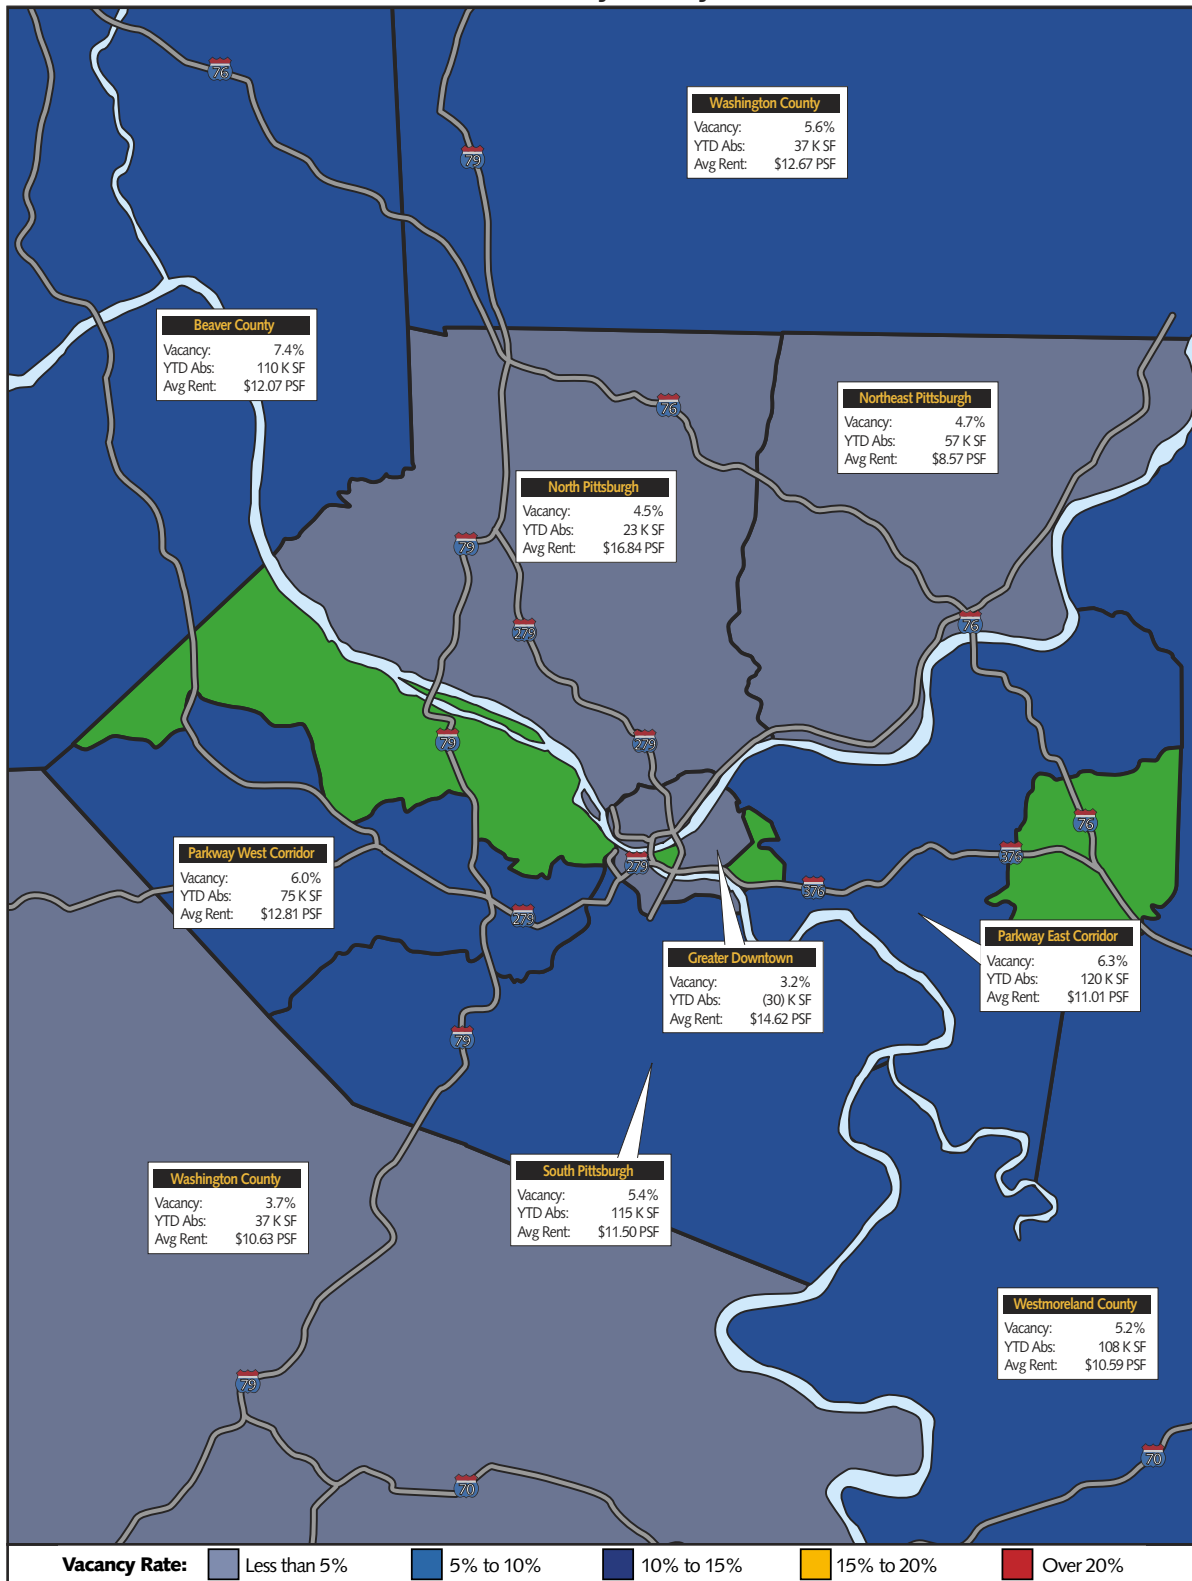 76
79
Washington County
Vacancy: 5.6%
YTD Abs: 37 K SF
Avg Rent: $12.67 PSF
Beaver County
Vacancy: 7.4%
YTD Abs: 110 K SF
Avg Rent: $12.07 PSF
76
Northeast Pittsburgh
Vacancy: 4.7%
YTD Abs: 57 K SF
Avg Rent: $8.57 PSF
North Pittsburgh
Vacancy: 4.5%
YTD Abs: 23 K SF
Avg Rent: $16.84 PSF
79
279
76
79
279
76
Parkway West Corridor
Vacancy: 6.0%
YTD Abs: 75 K SF
Avg Rent: $12.81 PSF
279
376
376
279
Greater Downtown
Vacancy: 3.2%
YTD Abs: (30) K SF
Avg Rent: $14.62 PSF
Parkway East Corridor
Vacancy: 6.3%
YTD Abs: 120 K SF
Avg Rent: $11.01 PSF
79
Washington County
Vacancy: 3.7%
YTD Abs: 37 K SF
Avg Rent: $10.63 PSF
South Pittsburgh
Vacancy: 5.4%
YTD Abs: 115 K SF
Avg Rent: $11.50 PSF
Westmoreland County
Vacancy: 5.2%
YTD Abs: 108 K SF
Avg Rent: $10.59 PSF
79
70
70
Vacancy Rate: Less than 5% 5% to 10% 10% to 15% 15% to 20% Over 20%